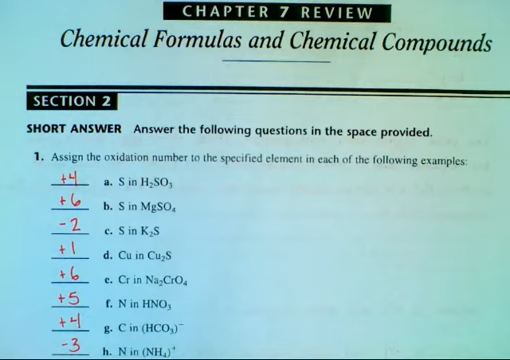 CHAPTER 7 REVIEW
Chemical Formulas and Chemical Compounds
SECTION 2
SHORT ANSWER Answer the following questions in the space provided.
1. Assign the oxidation number to the specified element in each of the following examples:
+4 a. S in H₂SO₃
+6 b. S in MgSO₄
-2 c. S in K₂S
+1 d. Cu in Cu₂S
+6 e. Cr in Na₂CrO₄
+5 f. N in HNO₃
+4 g. C in (HCO₃)⁻
-3 h. N in (NH₄)⁺